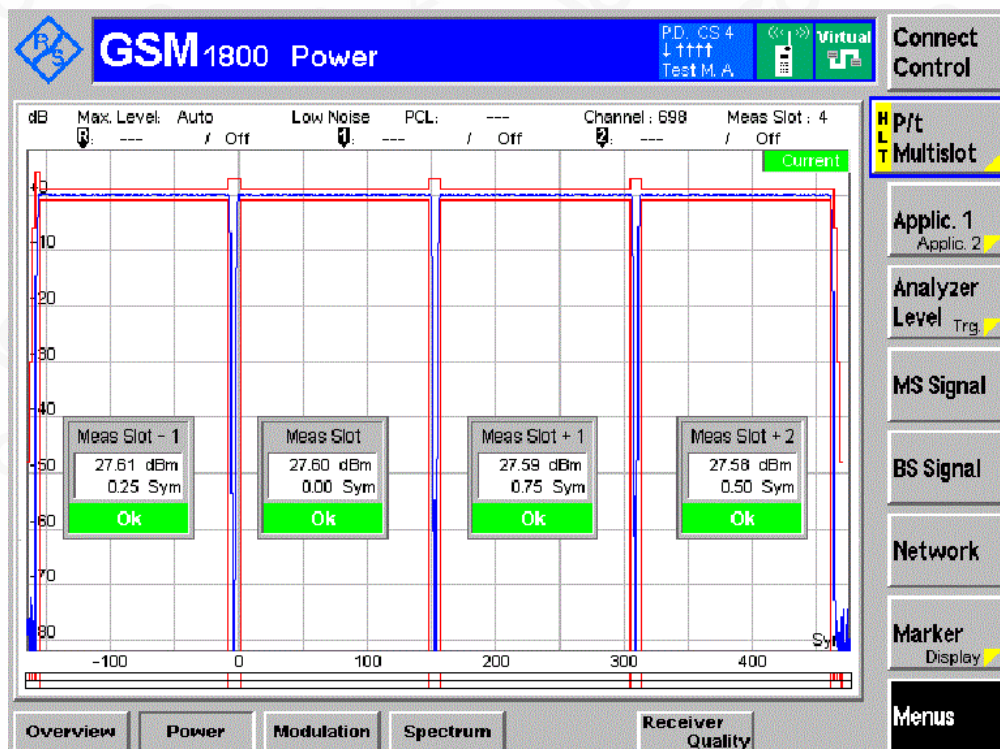 R S
GSM 1800 Power
P.D. CS 4
↓↑↑↑↑
Test M. A
Virtual
Connect Control
dB Max. Level: Auto Low Noise PCL: --- Channel : 698 Meas Slot : 4
R: --- / Off 1: --- / Off 2: --- / Off
Current
+0
-10
-20
-30
-40
-50
-60
-70
-80
Meas Slot - 1
27.61 dBm
0.25 Sym
Ok
Meas Slot
27.60 dBm
0.00 Sym
Ok
Meas Slot + 1
27.59 dBm
0.75 Sym
Ok
Meas Slot + 2
27.58 dBm
0.50 Sym
Ok
-100 0 100 200 300 400
HLT
P/t
Multislot
Applic. 1
Applic. 2
Analyzer
Level Trg.
MS Signal
BS Signal
Network
Marker
Display
Menus
Overview Power Modulation Spectrum Receiver Quality